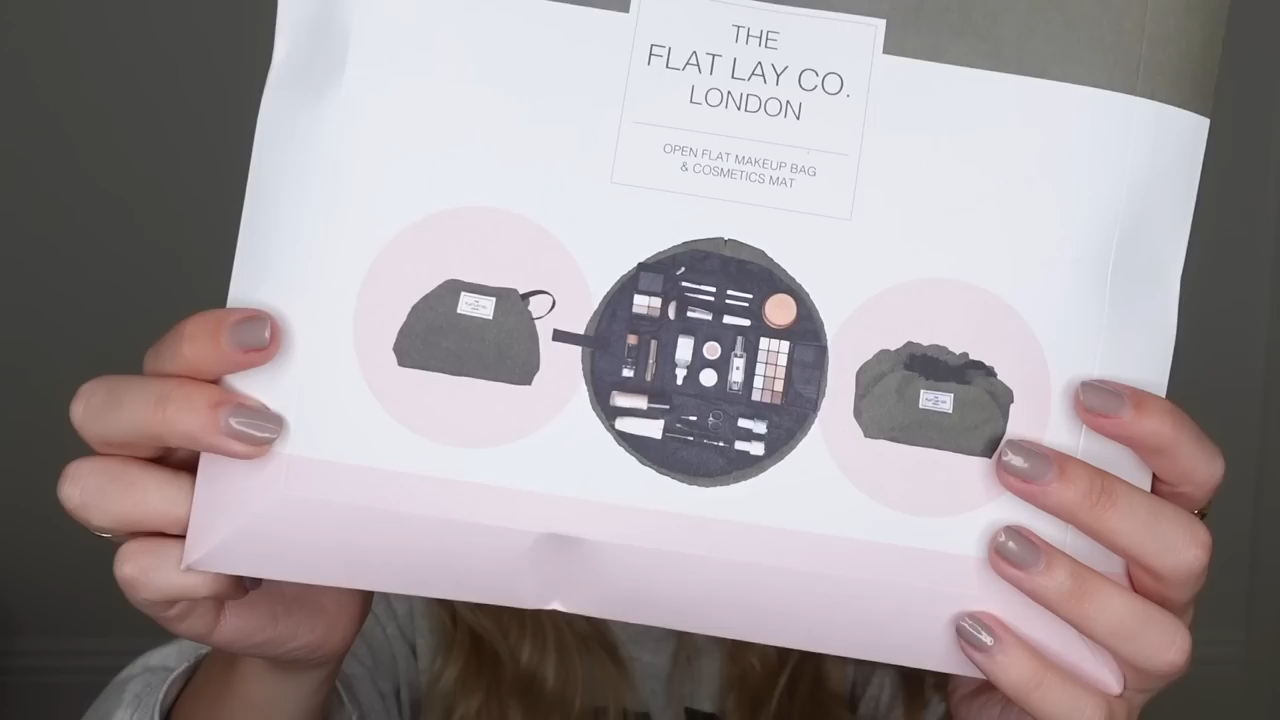 THE
FLAT LAY CO.
LONDON
OPEN FLAT MAKEUP BAG
& COSMETICS MAT